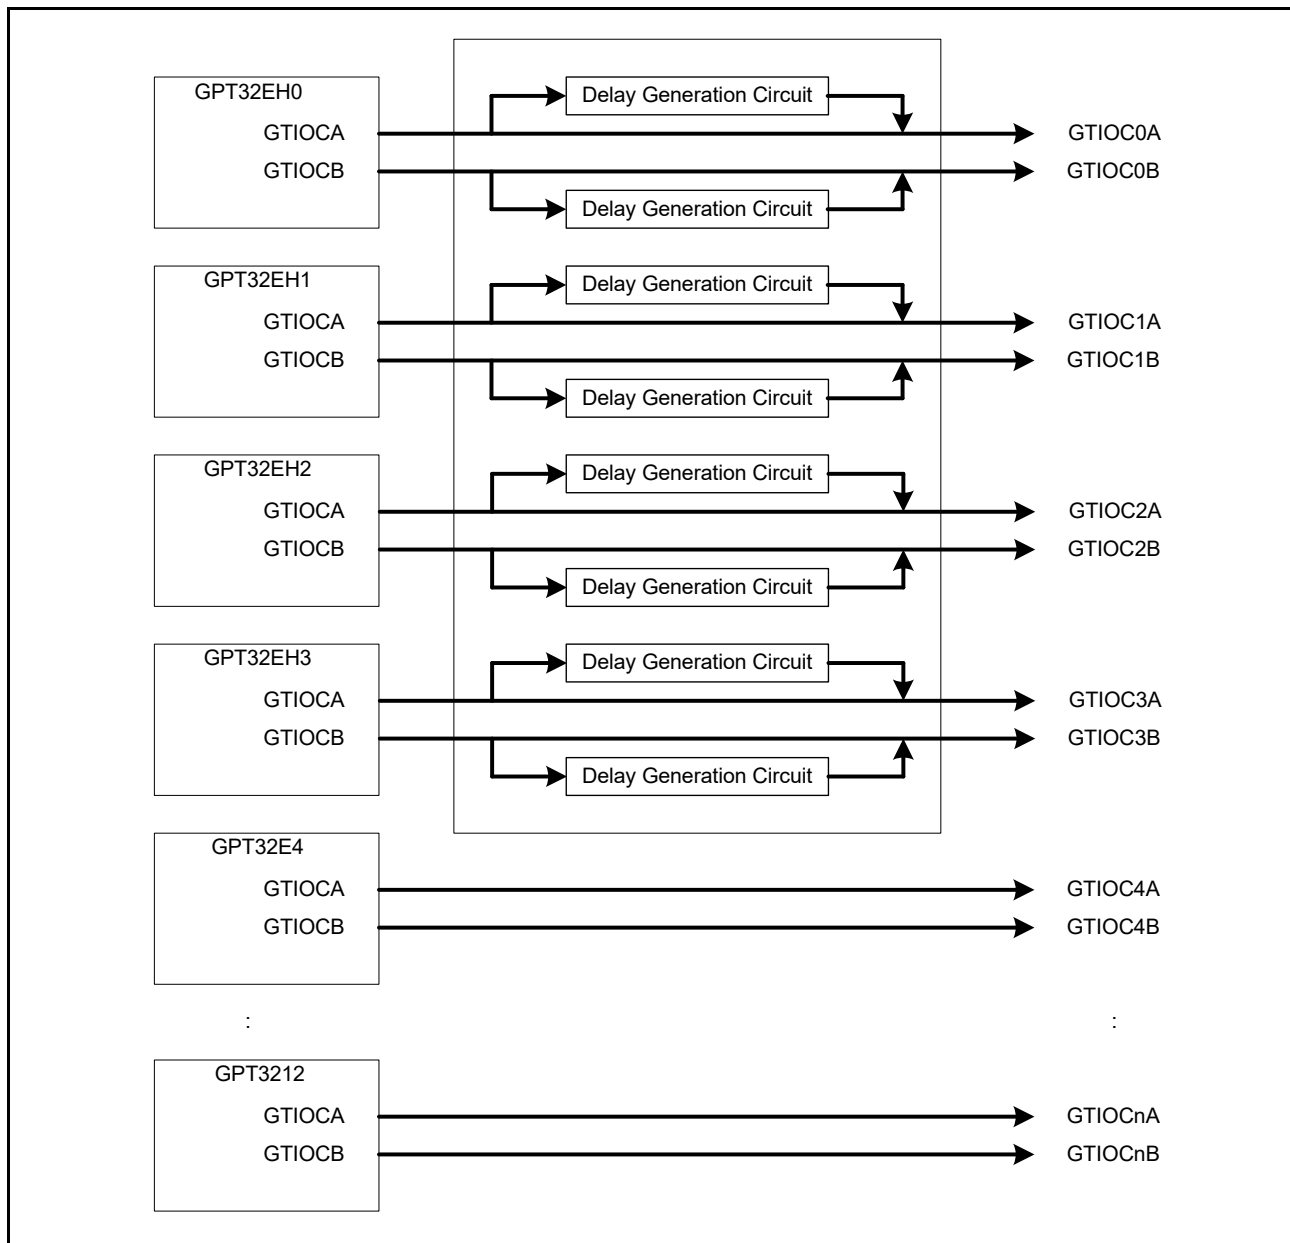 GPT32EH0
Delay Generation Circuit
GTIOCA
GTIOC0A
GTIOCB
GTIOC0B
Delay Generation Circuit
GPT32EH1
Delay Generation Circuit
GTIOCA
GTIOC1A
GTIOCB
GTIOC1B
Delay Generation Circuit
GPT32EH2
Delay Generation Circuit
GTIOCA
GTIOC2A
GTIOCB
GTIOC2B
Delay Generation Circuit
GPT32EH3
Delay Generation Circuit
GTIOCA
GTIOC3A
GTIOCB
GTIOC3B
Delay Generation Circuit
GPT32E4
GTIOCA
GTIOC4A
GTIOCB
GTIOC4B
:
:
GPT3212
GTIOCA
GTIOCnA
GTIOCB
GTIOCnB